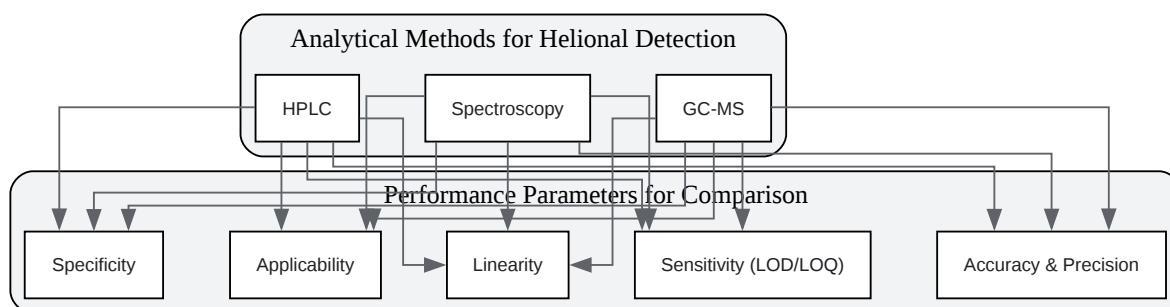 Analytical Methods for Helional Detection
HPLC
Spectroscopy
GC-MS
Performance Parameters for Comparison
Specificity
Applicability
Linearity
Sensitivity (LOD/LOQ)
Accuracy & Precision